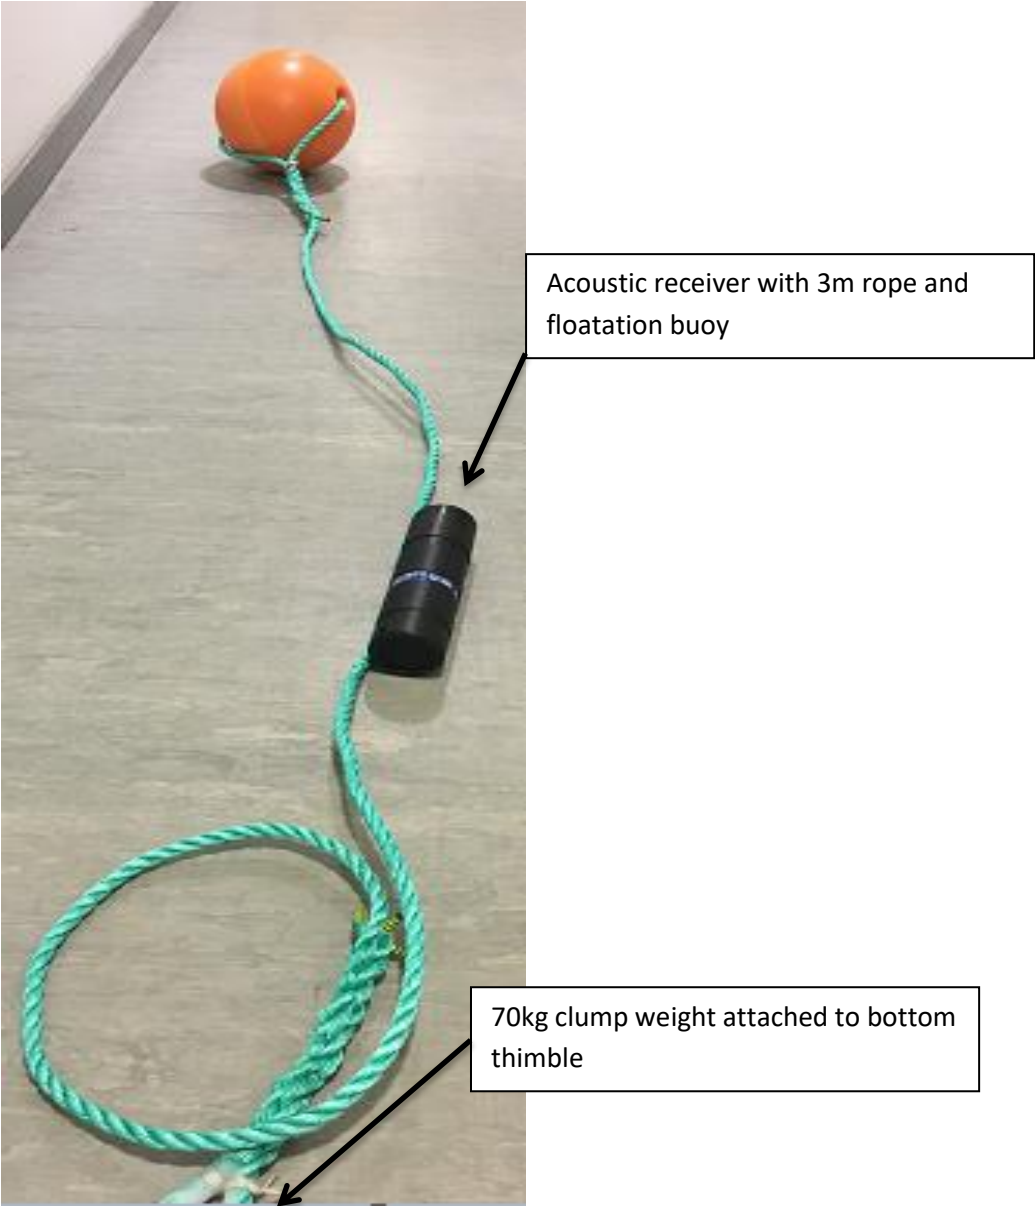 Acoustic receiver with 3m rope and
floatation buoy
70kg clump weight attached to bottom
thimble